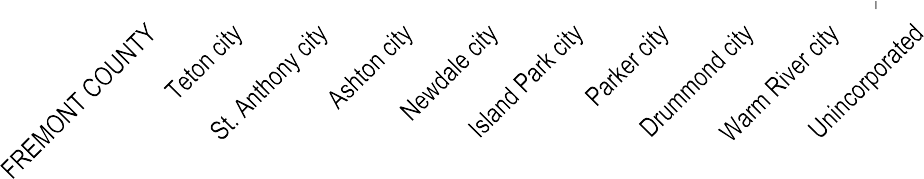 FREMONT COUNTY
Teton city
St. Anthony city
Ashton city
Newdale city
Island Park city
Parker city
Drummond city
Warm River city
Unincorporated